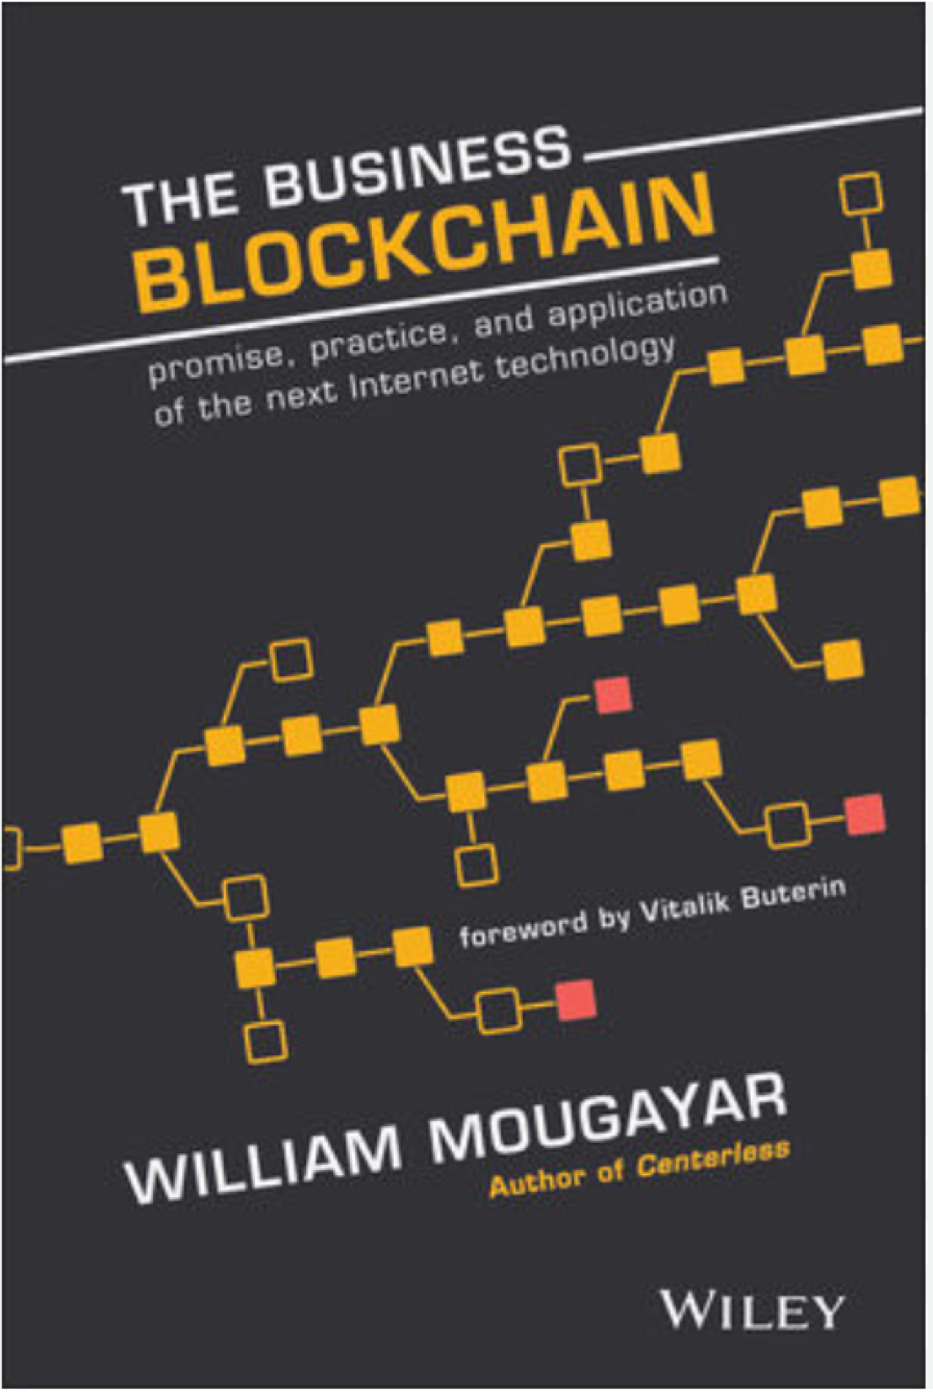 THE BUSINESS
BLOCKCHAIN
promise, practice, and application
of the next Internet technology
foreword by Vitalik Buterin
WILLIAM MOUGAYAR
Author of Centerless
WILEY